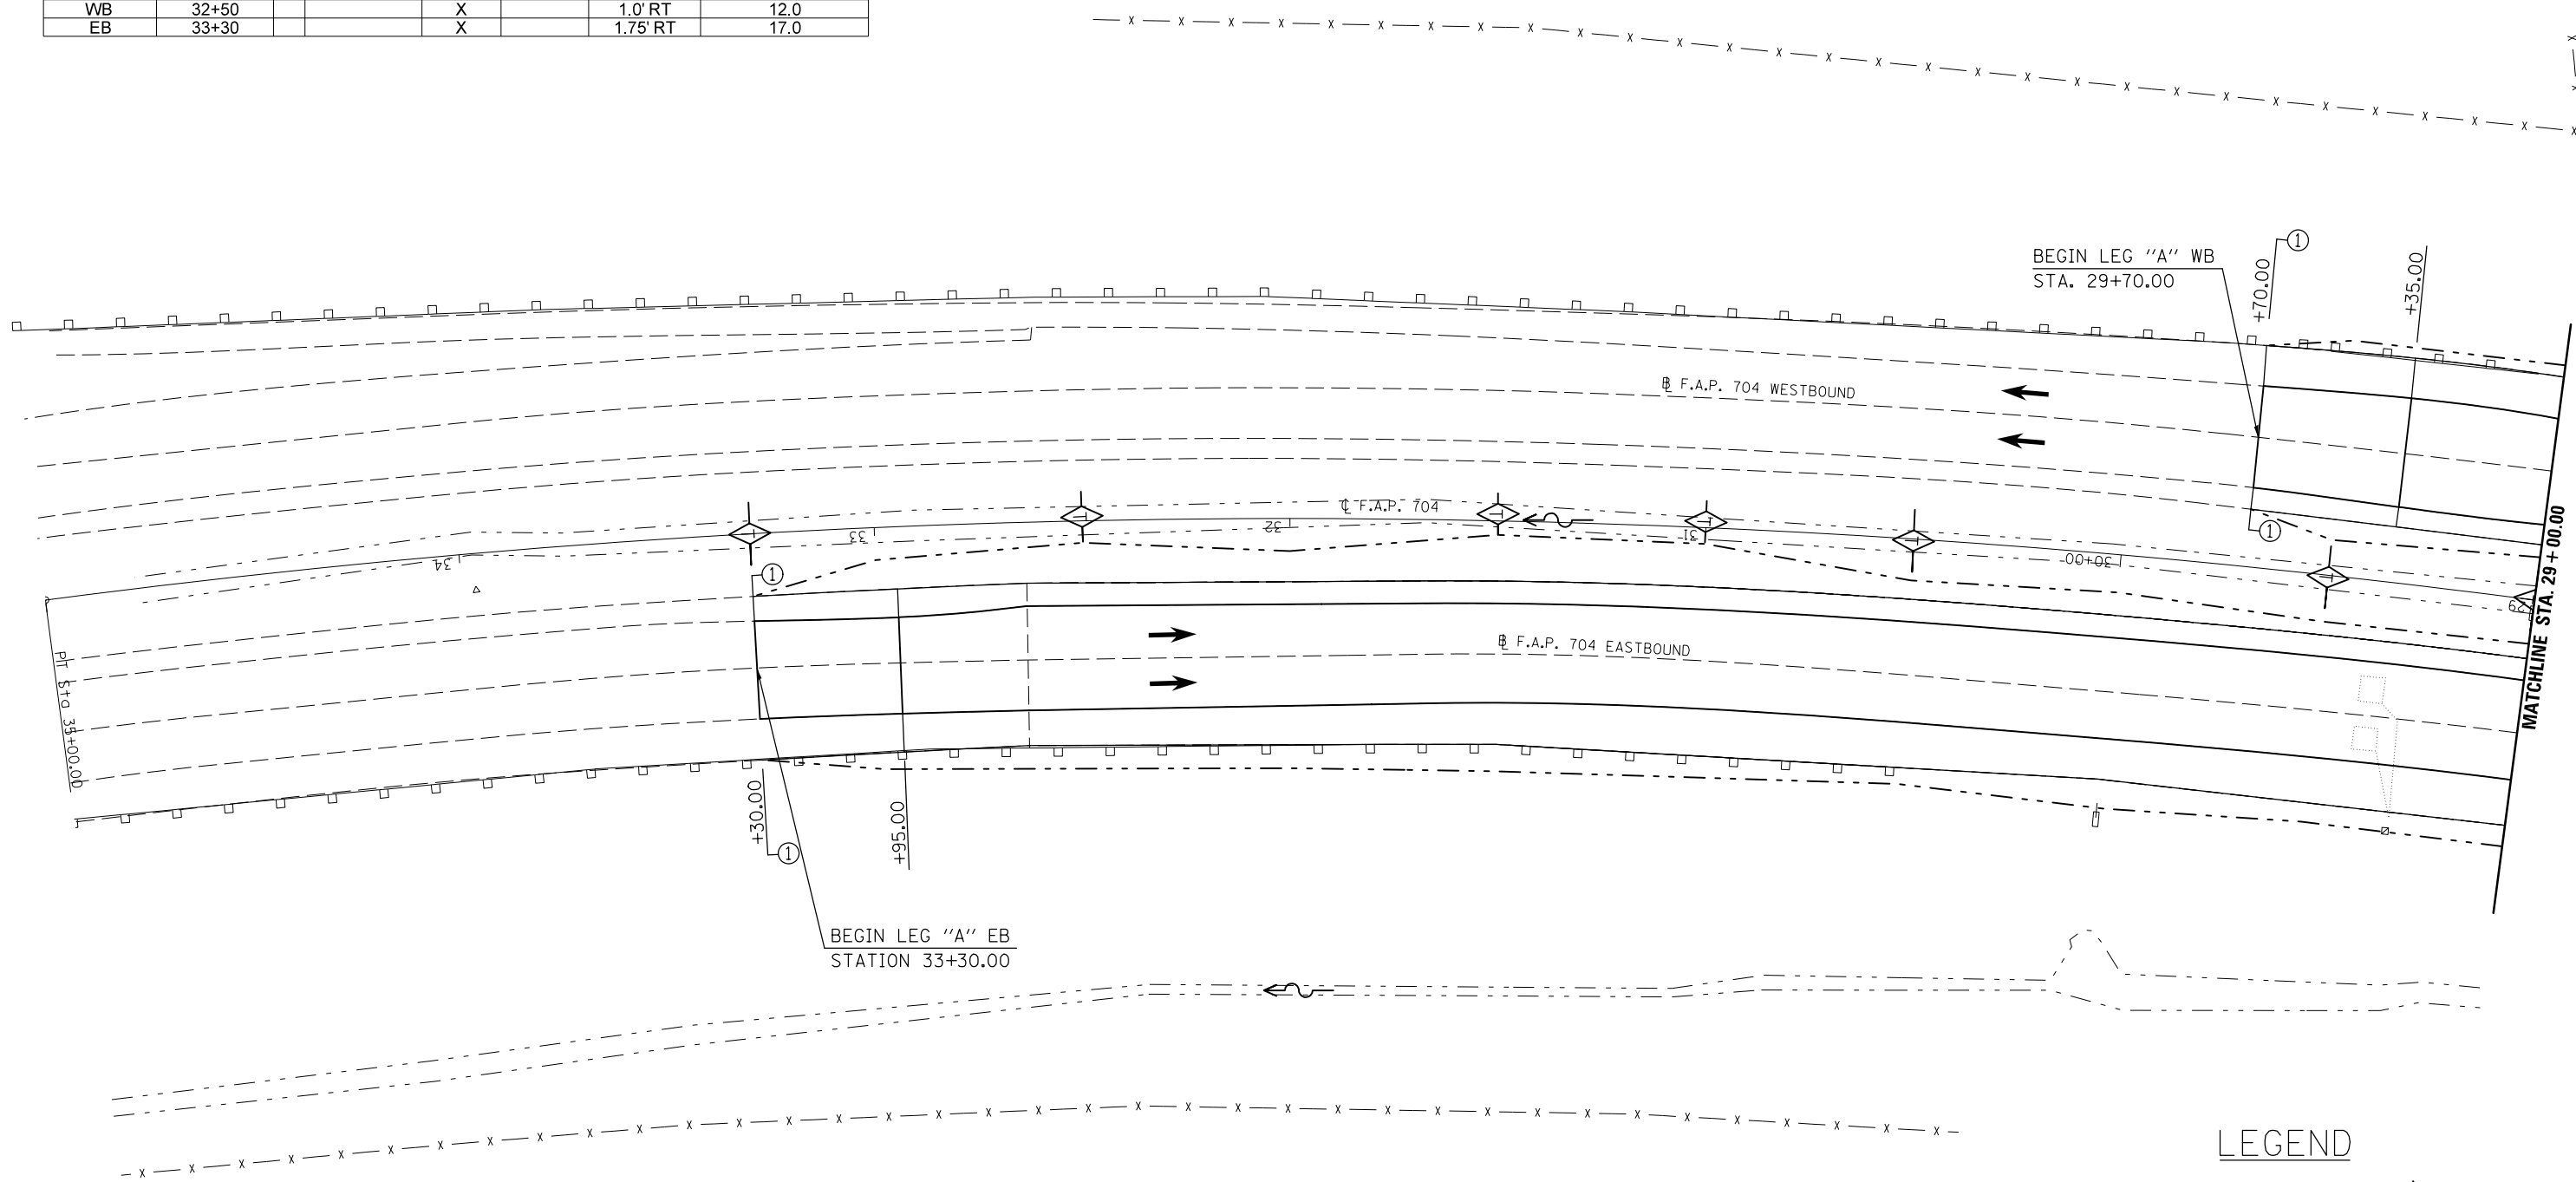 WB 32+50 X 1.0' RT 12.0
EB 33+30 X 1.75' RT 17.0
BEGIN LEG "A" WB
STA. 29+70.00
+70.00
1
+35.00
℄ F.A.P. 704 WESTBOUND
℄ F.A.P. 704
34
33
32
31
30+00
29
1
1
T
T
T
T
T
T
℄ F.A.P. 704 EASTBOUND
MATCHLINE STA. 29+00.00
PT Sta 35+00.00
+30.00
1
+95.00
BEGIN LEG "A" EB
STATION 33+30.00
LEGEND